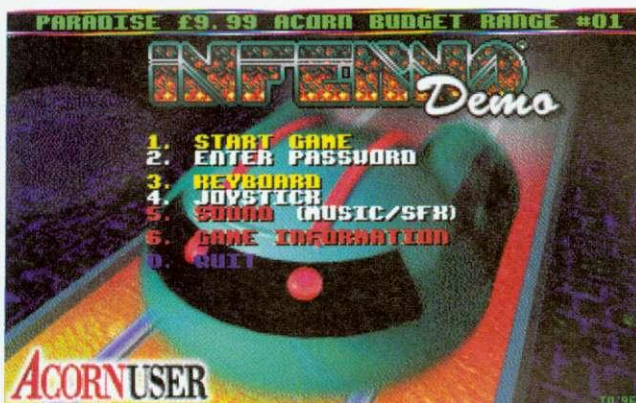 PARADISE £9.99 ACORN BUDGET RANGE #01
INFERNO
Demo
1. START GAME
2. ENTER PASSWORD
3. KEYBOARD
4. JOYSTICK
5. SOUND (MUSIC/SFX)
6. GAME INFORMATION
0. QUIT
ACORNUSER